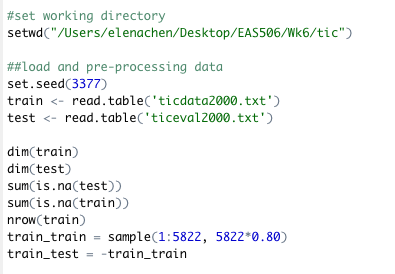 #set working directory
setwd("/Users/elenachen/Desktop/EAS506/Wk6/tic")
##load and pre-processing data
set.seed(3377)
train <- read.table('ticdata2000.txt')
test <- read.table('ticeval2000.txt')
dim(train)
dim(test)
sum(is.na(test))
sum(is.na(train))
nrow(train)
train_train = sample(1:5822, 5822*0.80)
train_test = -train_train